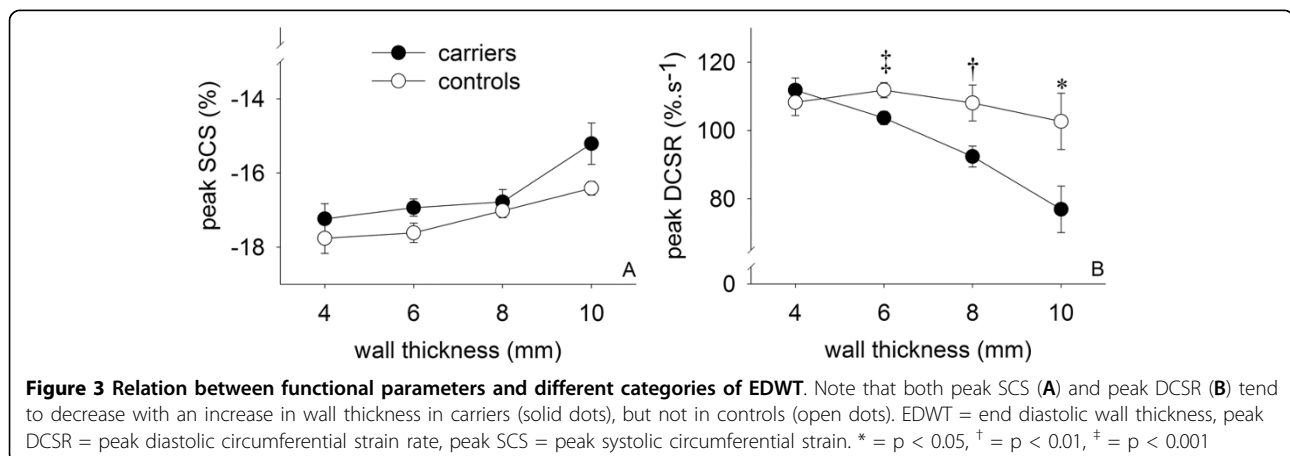 carriers
controls
-14
-16
-18
peak SCS (%)
4 6 8 10
wall thickness (mm)
A
120
100
80
0
peak DCSR (%.s-1)
‡ † *
4 6 8 10
wall thickness (mm)
B
Figure 3 Relation between functional parameters and different categories of EDWT. Note that both peak SCS (A) and peak DCSR (B) tend
to decrease with an increase in wall thickness in carriers (solid dots), but not in controls (open dots). EDWT = end diastolic wall thickness, peak
DCSR = peak diastolic circumferential strain rate, peak SCS = peak systolic circumferential strain. * = p < 0.05, † = p < 0.01, ‡ = p < 0.001